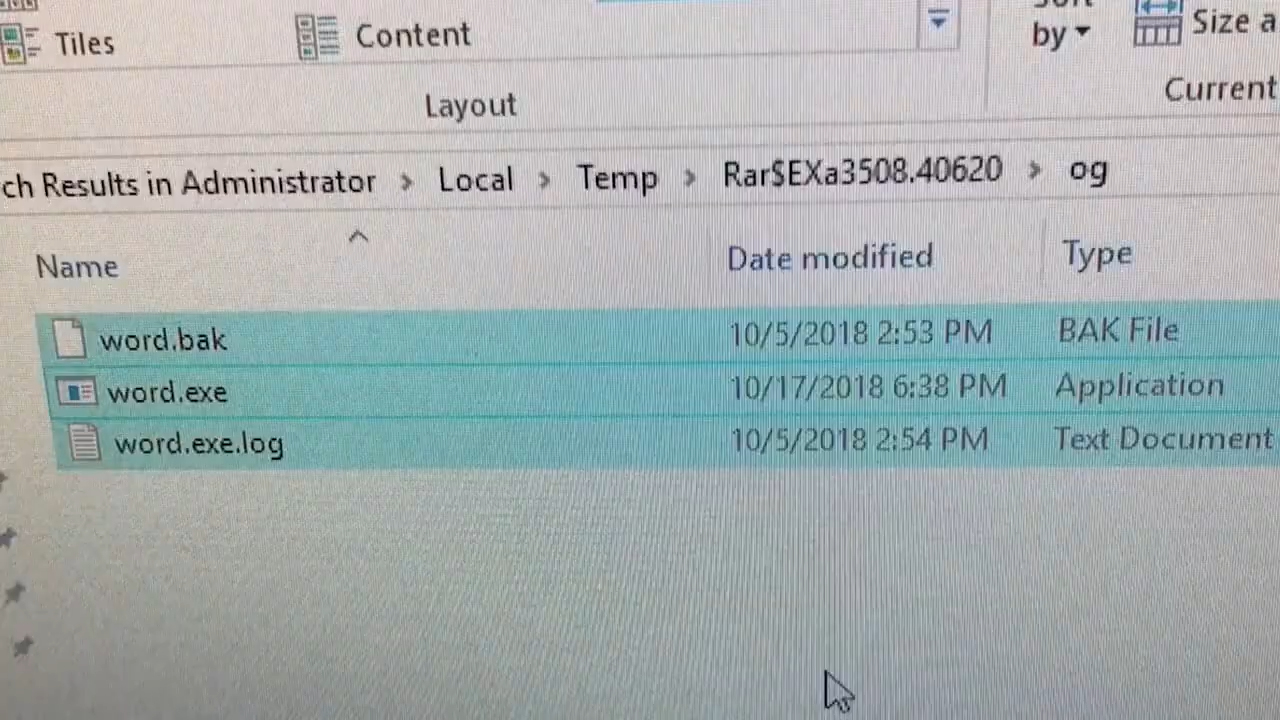 Tiles
Content
by
Size a
Layout
Current
ch Results in Administrator > Local > Temp > Rar$EXa3508.40620 > og
Name Date modified Type
word.bak 10/5/2018 2:53 PM BAK File
word.exe 10/17/2018 6:38 PM Application
word.exe.log 10/5/2018 2:54 PM Text Document